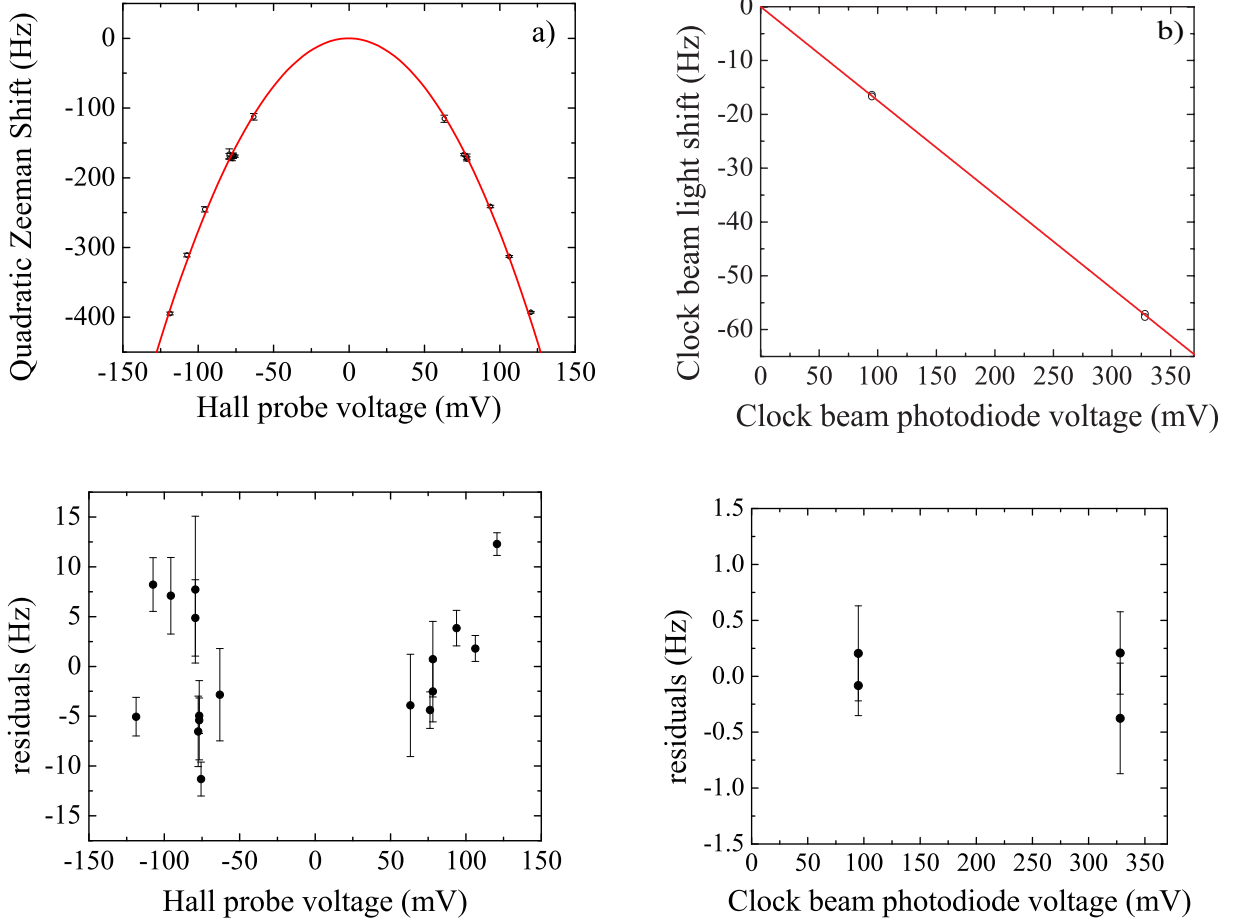 a)
Quadratic Zeeman Shift (Hz)
0
-100
-200
-300
-400
-150 -100 -50 0 50 100 150
Hall probe voltage (mV)
b)
Clock beam light shift (Hz)
0
-10
-20
-30
-40
-50
-60
0 50 100 150 200 250 300 350
Clock beam photodiode voltage (mV)
residuals (Hz)
15
10
5
0
-5
-10
-15
-150 -100 -50 0 50 100 150
Hall probe voltage (mV)
residuals (Hz)
1.5
1.0
0.5
0.0
-0.5
-1.0
-1.5
0 50 100 150 200 250 300 350
Clock beam photodiode voltage (mV)